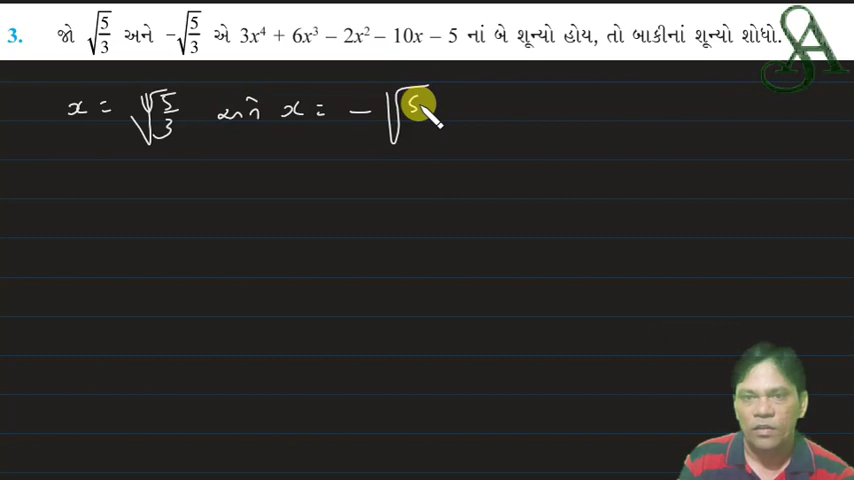 3. જો √5/3 અને −√5/3 એ 3x⁴ + 6x³ − 2x² − 10x − 5 નાં બે શૂન્યો હોય, તો બાકીનાં શૂન્યો શોધો.
x = √5/3 અને x = − √5